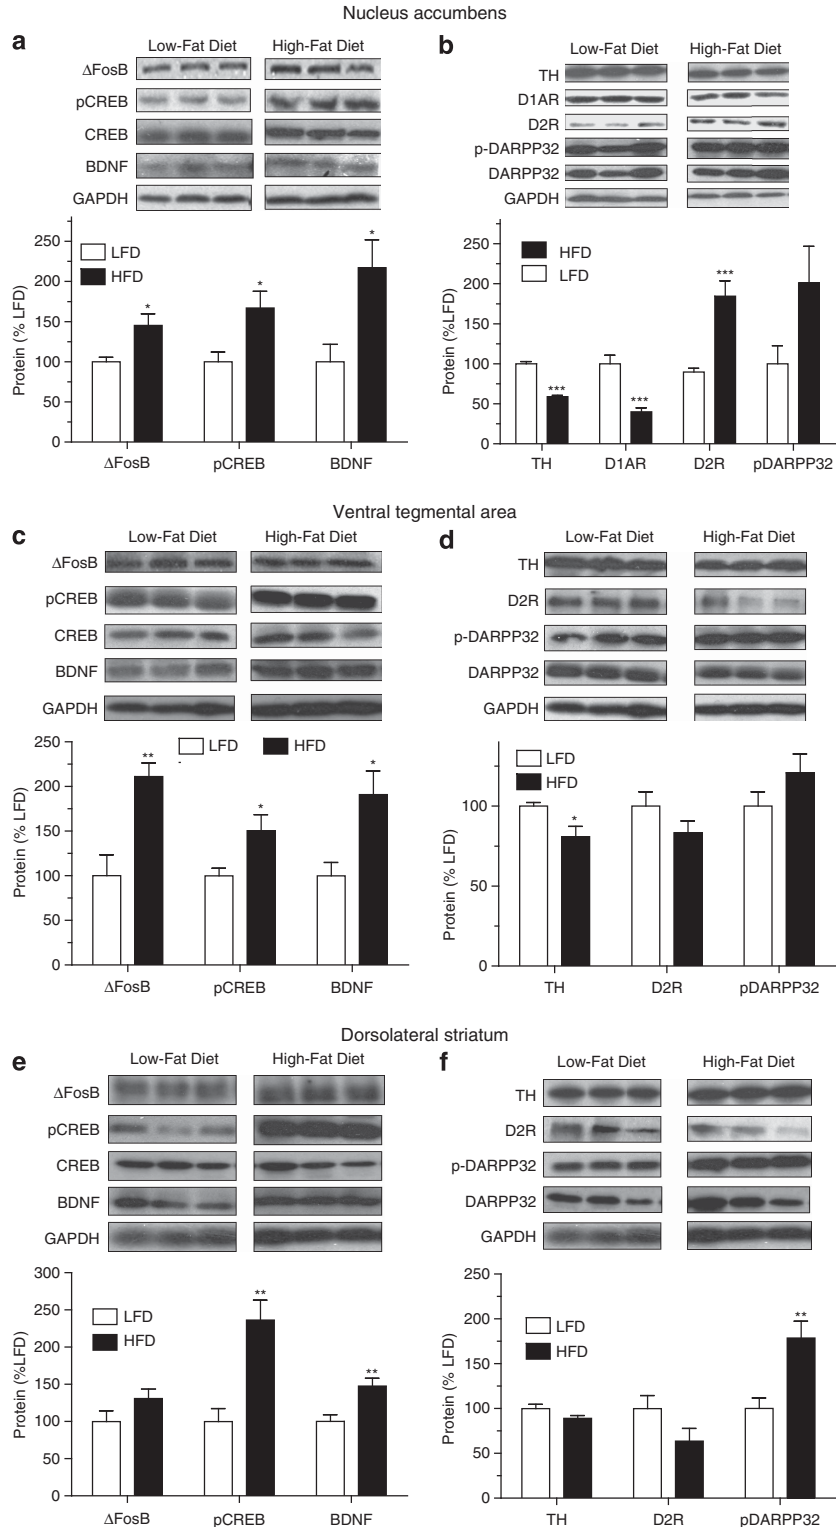 Nucleus accumbens
a
Low-Fat Diet High-Fat Diet
ΔFosB
pCREB
CREB
BDNF
GAPDH
250
200
150
100
50
0
Protein (% LFD)
LFD
HFD
*
*
*
ΔFosB pCREB BDNF
b
Low-Fat Diet High-Fat Diet
TH
D1AR
D2R
p-DARPP32
DARPP32
GAPDH
250
200
150
100
50
0
Protein (%LFD)
HFD
LFD
***
***
***
TH D1AR D2R pDARPP32
Ventral tegmental area
c
Low-Fat Diet High-Fat Diet
ΔFosB
pCREB
CREB
BDNF
GAPDH
250
200
150
100
50
0
Protein (% LFD)
LFD HFD
**
*
*
ΔFosB pCREB BDNF
d
Low-Fat Diet High-Fat Diet
TH
D2R
p-DARPP32
DARPP32
GAPDH
100
50
0
Protein (% LFD)
LFD
HFD
*
TH D2R pDARPP32
Dorsolateral striatum
e
Low-Fat Diet High-Fat Diet
ΔFosB
pCREB
CREB
BDNF
GAPDH
300
250
200
150
100
50
0
Protein (%LFD)
LFD
HFD
**
**
ΔFosB pCREB BDNF
f
Low-Fat Diet High-Fat Diet
TH
D2R
p-DARPP32
DARPP32
GAPDH
250
200
150
100
50
0
Protein (% LFD)
LFD
HFD
**
TH D2R pDARPP32